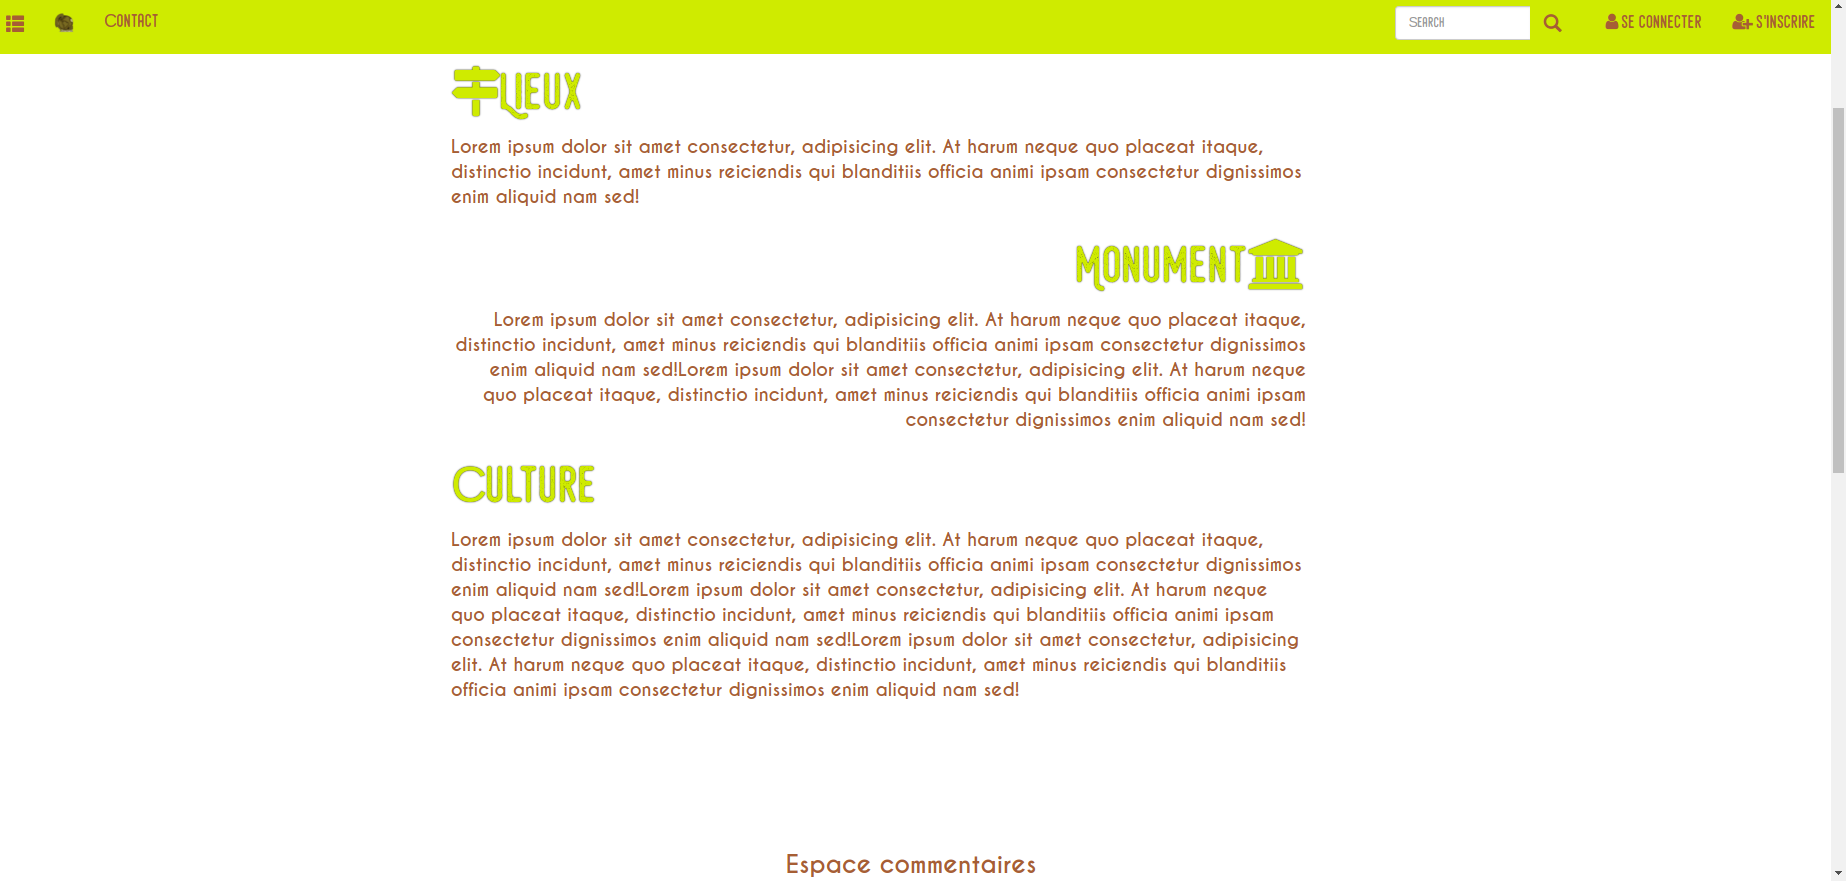 Contact
Search
Se connecter
S'inscrire
Lieux
Lorem ipsum dolor sit amet consectetur, adipisicing elit. At harum neque quo placeat itaque,
distinctio incidunt, amet minus reiciendis qui blanditiis officia animi ipsam consectetur dignissimos
enim aliquid nam sed!
Monument
Lorem ipsum dolor sit amet consectetur, adipisicing elit. At harum neque quo placeat itaque,
distinctio incidunt, amet minus reiciendis qui blanditiis officia animi ipsam consectetur dignissimos
enim aliquid nam sed!Lorem ipsum dolor sit amet consectetur, adipisicing elit. At harum neque
quo placeat itaque, distinctio incidunt, amet minus reiciendis qui blanditiis officia animi ipsam
consectetur dignissimos enim aliquid nam sed!
Culture
Lorem ipsum dolor sit amet consectetur, adipisicing elit. At harum neque quo placeat itaque,
distinctio incidunt, amet minus reiciendis qui blanditiis officia animi ipsam consectetur dignissimos
enim aliquid nam sed!Lorem ipsum dolor sit amet consectetur, adipisicing elit. At harum neque
quo placeat itaque, distinctio incidunt, amet minus reiciendis qui blanditiis officia animi ipsam
consectetur dignissimos enim aliquid nam sed!Lorem ipsum dolor sit amet consectetur, adipisicing
elit. At harum neque quo placeat itaque, distinctio incidunt, amet minus reiciendis qui blanditiis
officia animi ipsam consectetur dignissimos enim aliquid nam sed!
Espace commentaires